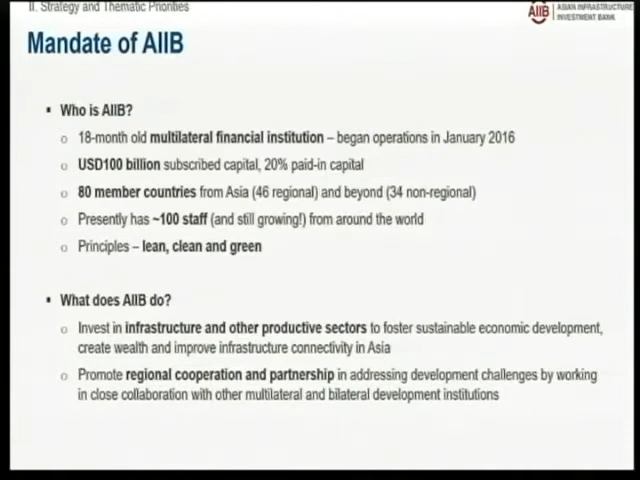 II. Strategy and Thematic Priorities
AIIB
ASIAN INFRASTRUCTURE
INVESTMENT BANK
Mandate of AIIB
▪ Who is AIIB?
o 18-month old multilateral financial institution – began operations in January 2016
o USD100 billion subscribed capital, 20% paid-in capital
o 80 member countries from Asia (46 regional) and beyond (34 non-regional)
o Presently has ~100 staff (and still growing!) from around the world
o Principles – lean, clean and green
▪ What does AIIB do?
o Invest in infrastructure and other productive sectors to foster sustainable economic development,
create wealth and improve infrastructure connectivity in Asia
o Promote regional cooperation and partnership in addressing development challenges by working
in close collaboration with other multilateral and bilateral development institutions